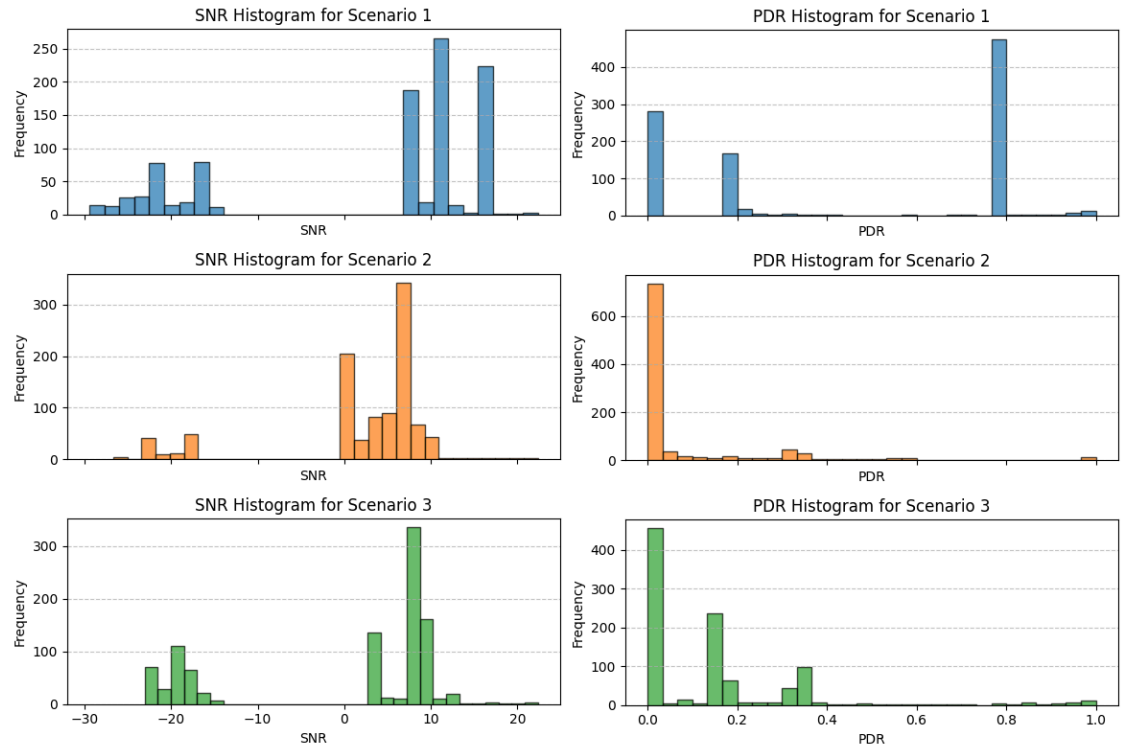 SNR Histogram for Scenario 1
250
200
150
100
50
0
Frequency
SNR
PDR Histogram for Scenario 1
400
300
200
100
0
Frequency
PDR
SNR Histogram for Scenario 2
300
200
100
0
Frequency
SNR
PDR Histogram for Scenario 2
600
400
200
0
Frequency
PDR
SNR Histogram for Scenario 3
300
200
100
0
Frequency
−30 −20 −10 0 10 20
SNR
PDR Histogram for Scenario 3
400
300
200
100
0
Frequency
0.0 0.2 0.4 0.6 0.8 1.0
PDR